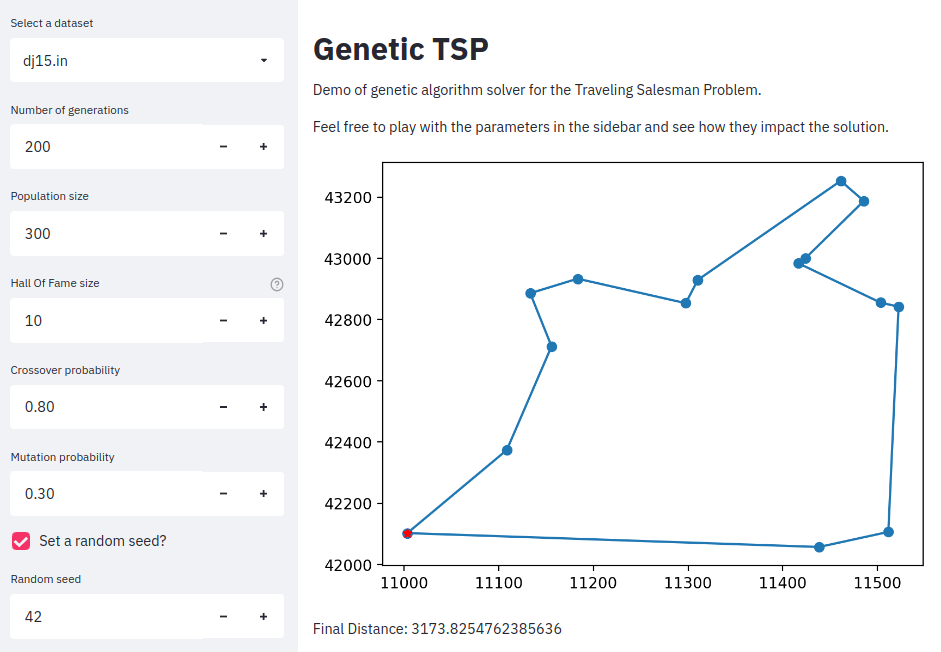 Select a dataset
dj15.in
Number of generations
200 − +
Population size
300 − +
Hall Of Fame size ?
10 − +
Crossover probability
0.80 − +
Mutation probability
0.30 − +
Set a random seed?
Random seed
42 − +
Genetic TSP
Demo of genetic algorithm solver for the Traveling Salesman Problem.
Feel free to play with the parameters in the sidebar and see how they impact the solution.
43200
43000
42800
42600
42400
42200
42000
11000 11100 11200 11300 11400 11500
Final Distance: 3173.8254762385636